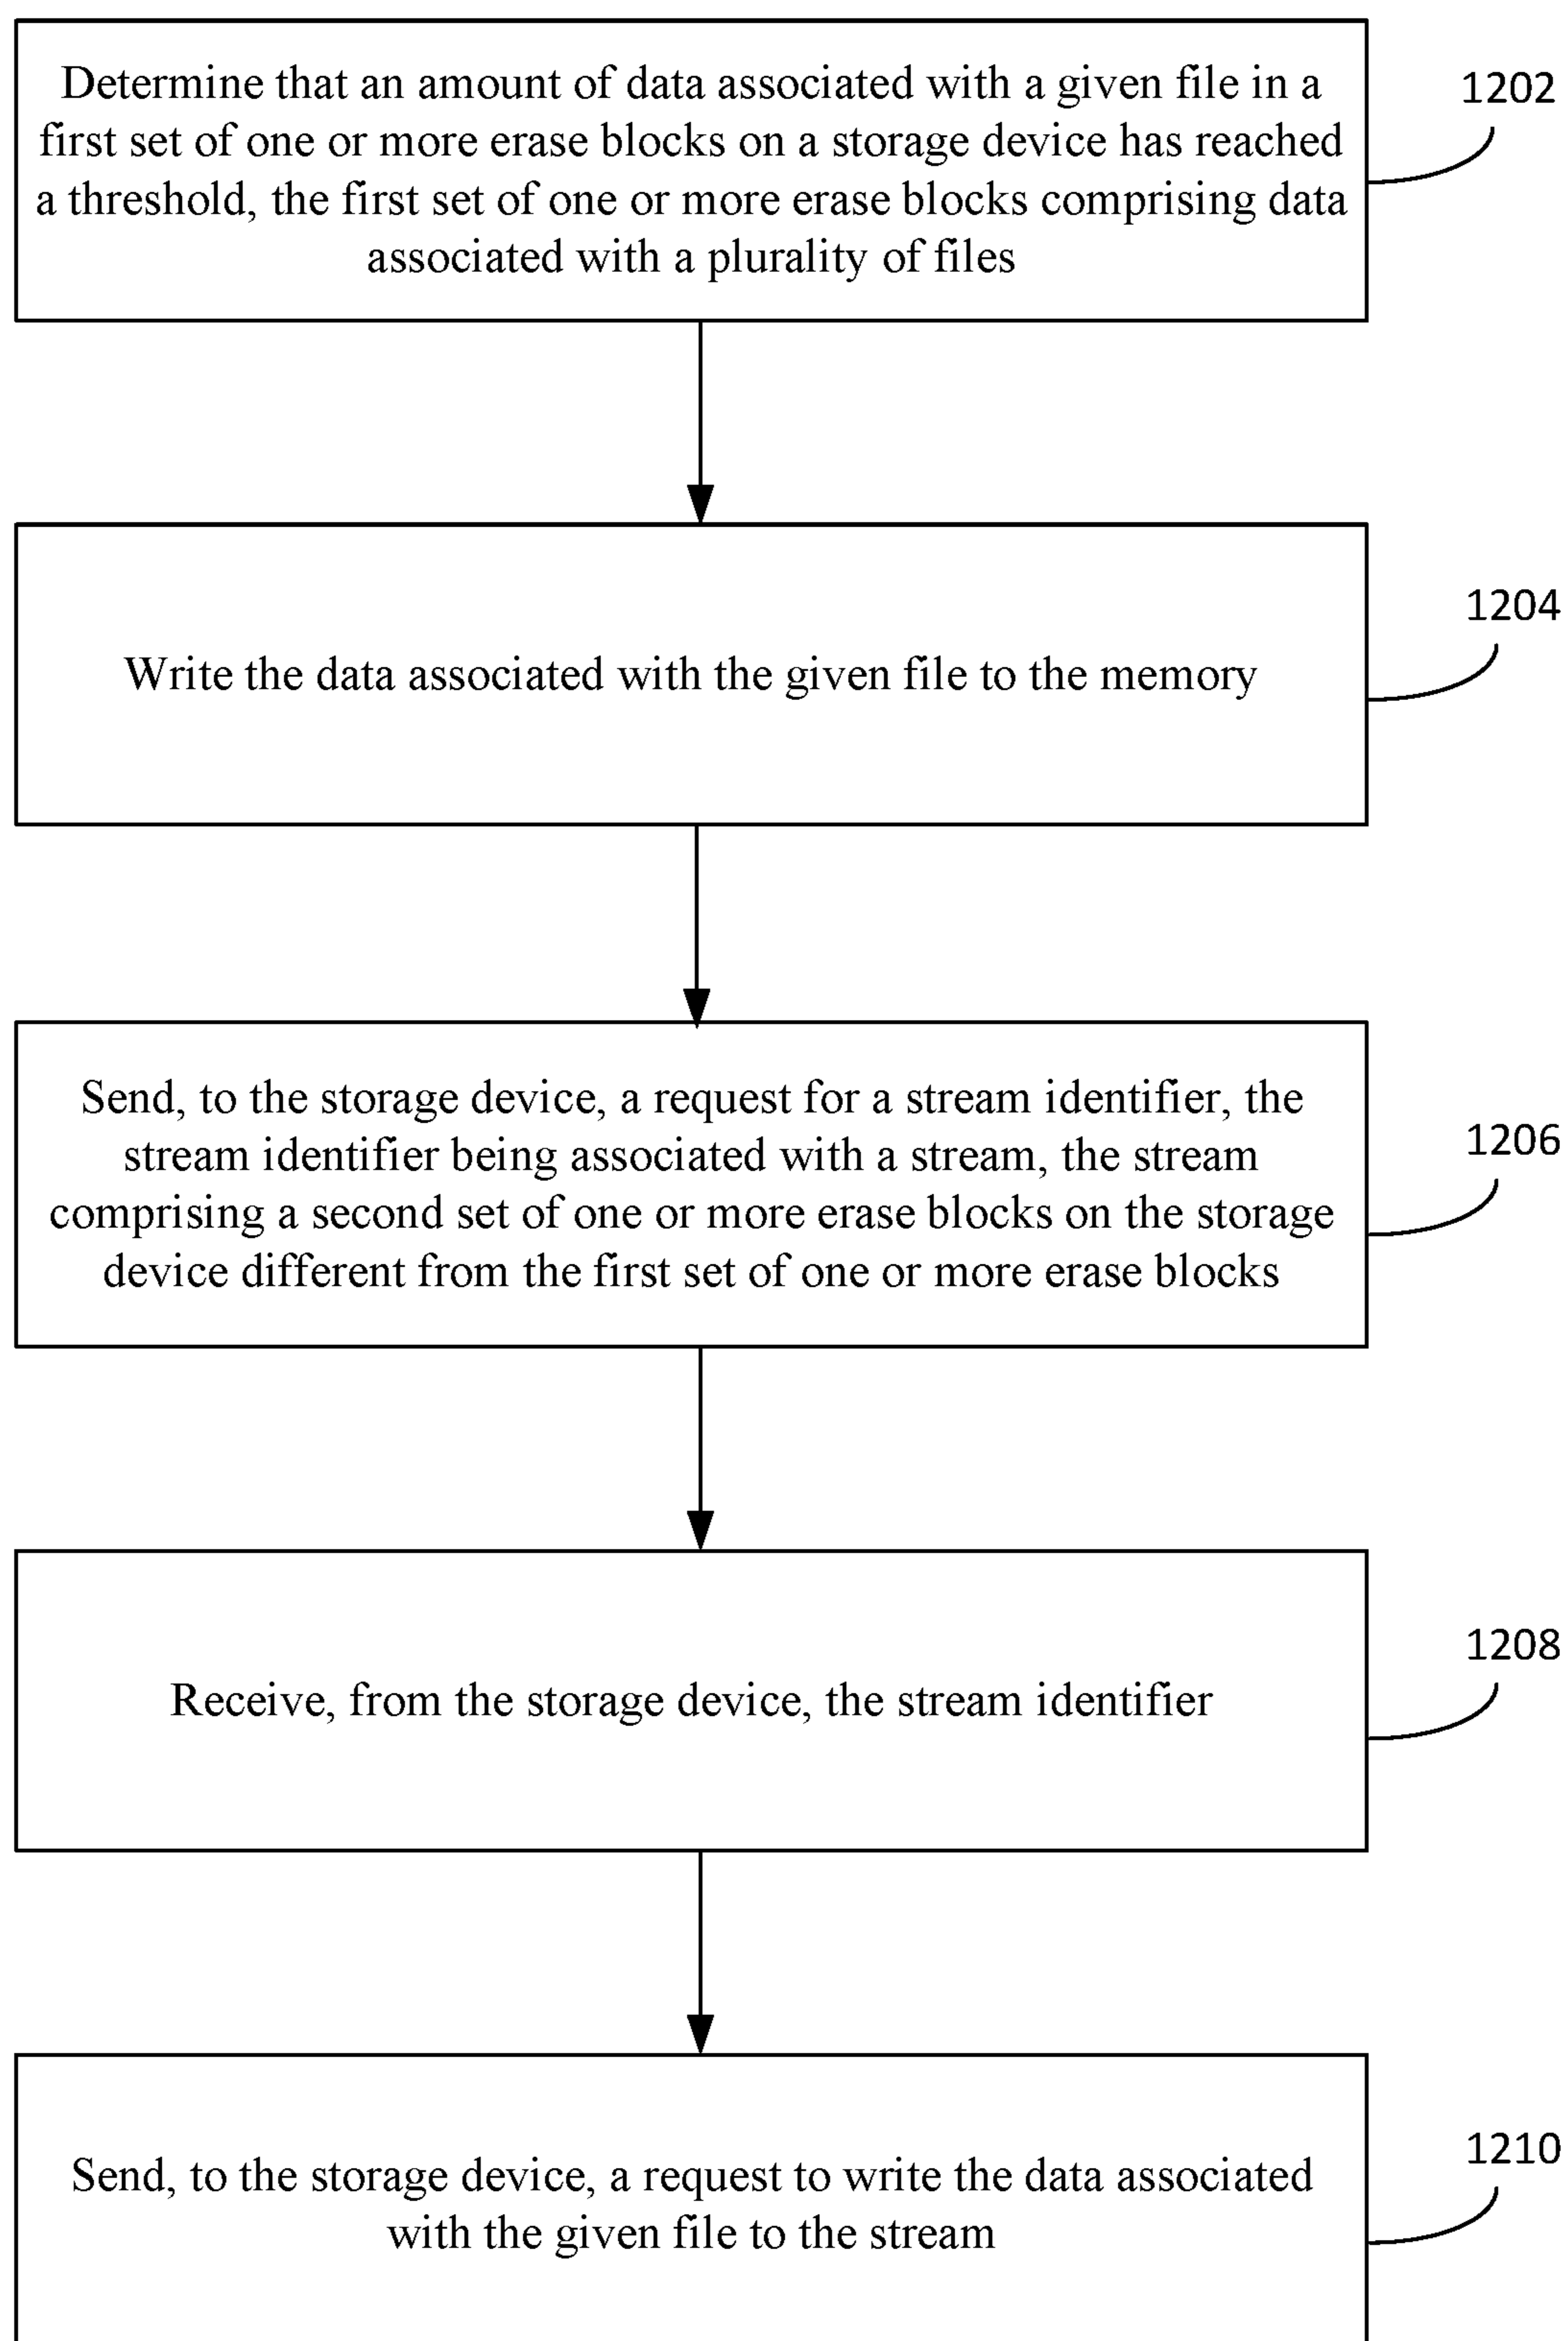 Determine that an amount of data associated with a given file in a
first set of one or more erase blocks on a storage device has reached
a threshold, the first set of one or more erase blocks comprising data
associated with a plurality of files
1202
Write the data associated with the given file to the memory
1204
Send, to the storage device, a request for a stream identifier, the
stream identifier being associated with a stream, the stream
comprising a second set of one or more erase blocks on the storage
device different from the first set of one or more erase blocks
1206
Receive, from the storage device, the stream identifier
1208
Send, to the storage device, a request to write the data associated
with the given file to the stream
1210